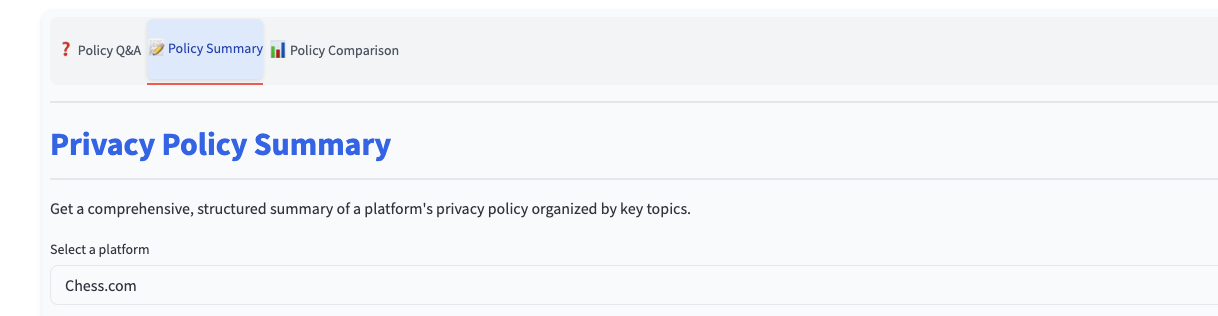 ❓ Policy Q&A 📝 Policy Summary 📊 Policy Comparison
Privacy Policy Summary
Get a comprehensive, structured summary of a platform's privacy policy organized by key topics.
Select a platform
Chess.com